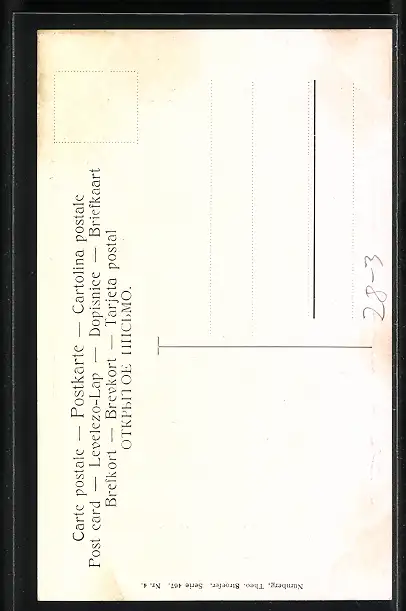 Carte postale — Postkarte — Cartolina postale
Post card — Levelezo-Lap — Dopisnice — Briefkaart
Brefkort — Brevkort — Tarjeta postal
ОТКРЫТОЕ ПИСЬМО.
28-3
Nürnberg, Theo. Stroefer, Serie 467, Nr. 4.